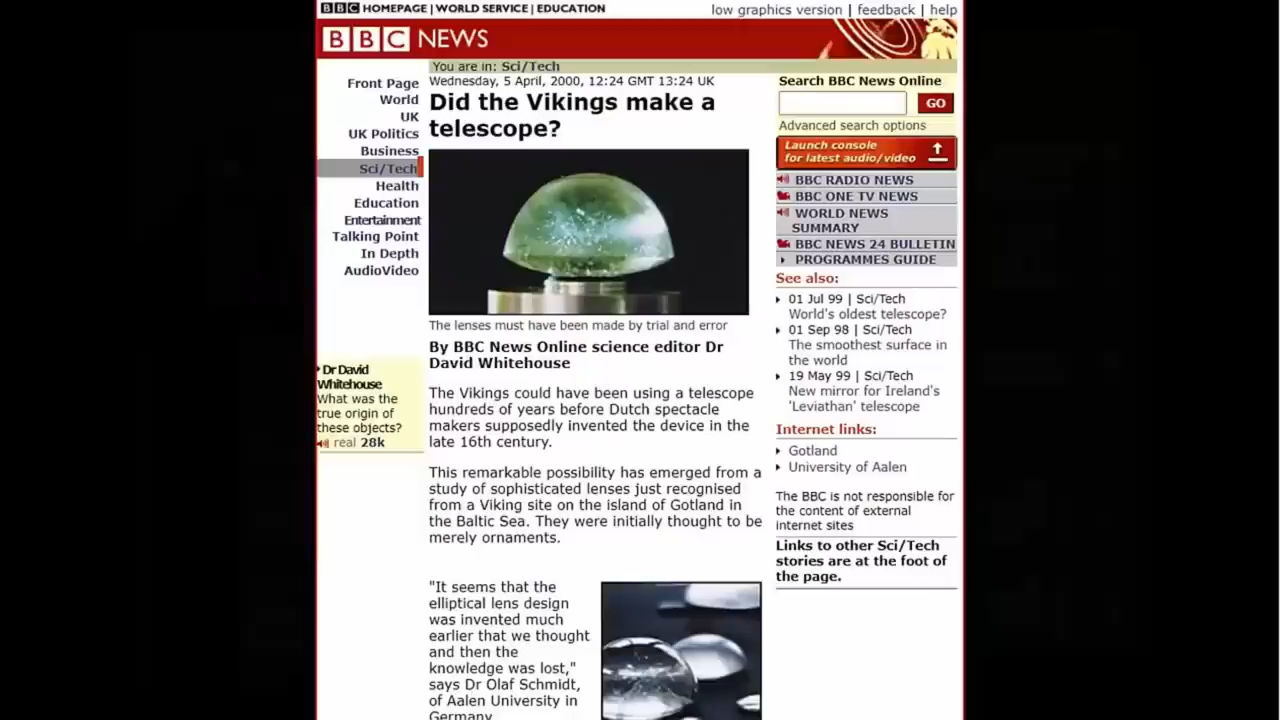 BBC HOMEPAGE | WORLD SERVICE | EDUCATION
low graphics version | feedback | help
BBC NEWS
You are in: Sci/Tech
Front Page
World
UK
UK Politics
Business
Sci/Tech
Health
Education
Entertainment
Talking Point
In Depth
AudioVideo
Dr David
Whitehouse
What was the
true origin of
these objects?
real 28k
Wednesday, 5 April, 2000, 12:24 GMT 13:24 UK
Did the Vikings make a
telescope?
The lenses must have been made by trial and error
By BBC News Online science editor Dr
David Whitehouse
The Vikings could have been using a telescope
hundreds of years before Dutch spectacle
makers supposedly invented the device in the
late 16th century.
This remarkable possibility has emerged from a
study of sophisticated lenses just recognised
from a Viking site on the island of Gotland in
the Baltic Sea. They were initially thought to be
merely ornaments.
"It seems that the
elliptical lens design
was invented much
earlier that we thought
and then the
knowledge was lost,"
says Dr Olaf Schmidt,
of Aalen University in
Germany
Search BBC News Online
GO
Advanced search options
Launch console
for latest audio/video
BBC RADIO NEWS
BBC ONE TV NEWS
WORLD NEWS
SUMMARY
BBC NEWS 24 BULLETIN
PROGRAMMES GUIDE
See also:
01 Jul 99 | Sci/Tech
World's oldest telescope?
01 Sep 98 | Sci/Tech
The smoothest surface in
the world
19 May 99 | Sci/Tech
New mirror for Ireland's
'Leviathan' telescope
Internet links:
Gotland
University of Aalen
The BBC is not responsible for
the content of external
internet sites
Links to other Sci/Tech
stories are at the foot of
the page.